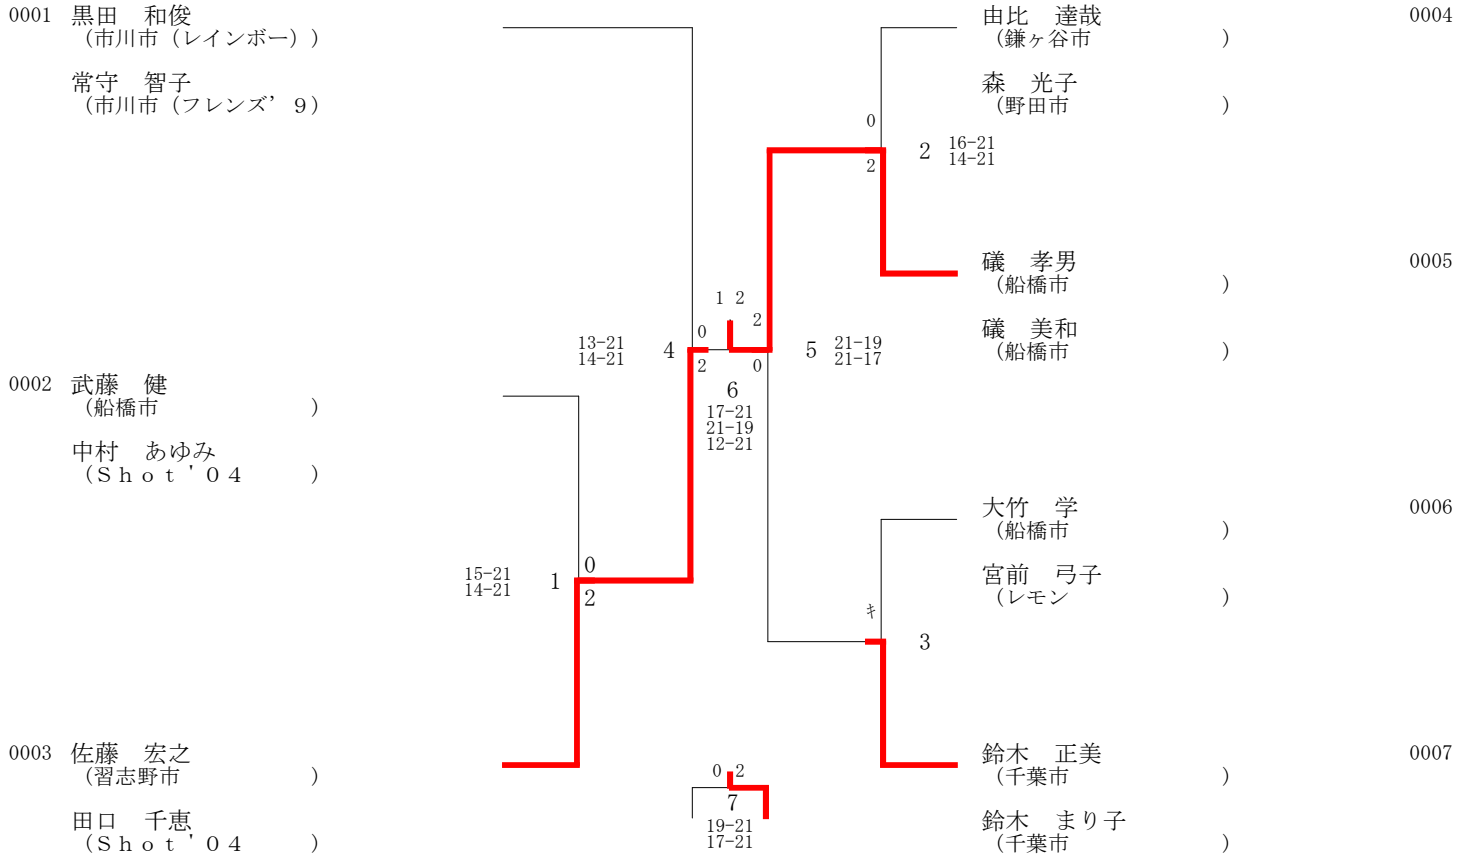 0001 黒田　和俊
（市川市（レインボー））
常守　智子
（市川市（フレンズ’９）
0002 武藤　健
（船橋市　　　　　　　）
中村　あゆみ
（Ｓｈｏｔ＇０４　　　）
15-21
14-21
1
0
2
0003 佐藤　宏之
（習志野市　　　　　　）
田口　千恵
（Ｓｈｏｔ＇０４　　　）
13-21
14-21
4
0
2
1 2
6
17-21
21-19
12-21
2
0
5
21-19
21-17
0 2
7
19-21
17-21
由比　達哉 0004
（鎌ヶ谷市　　　　　　）
森　光子
（野田市　　　　　　　）
0
2
2
16-21
14-21
礒　孝男 0005
（船橋市　　　　　　　）
礒　美和
（船橋市　　　　　　　）
大竹　学 0006
（船橋市　　　　　　　）
宮前　弓子
（レモン　　　　　　　）
ｷ
3
鈴木　正美 0007
（千葉市　　　　　　　）
鈴木　まり子
（千葉市　　　　　　　）